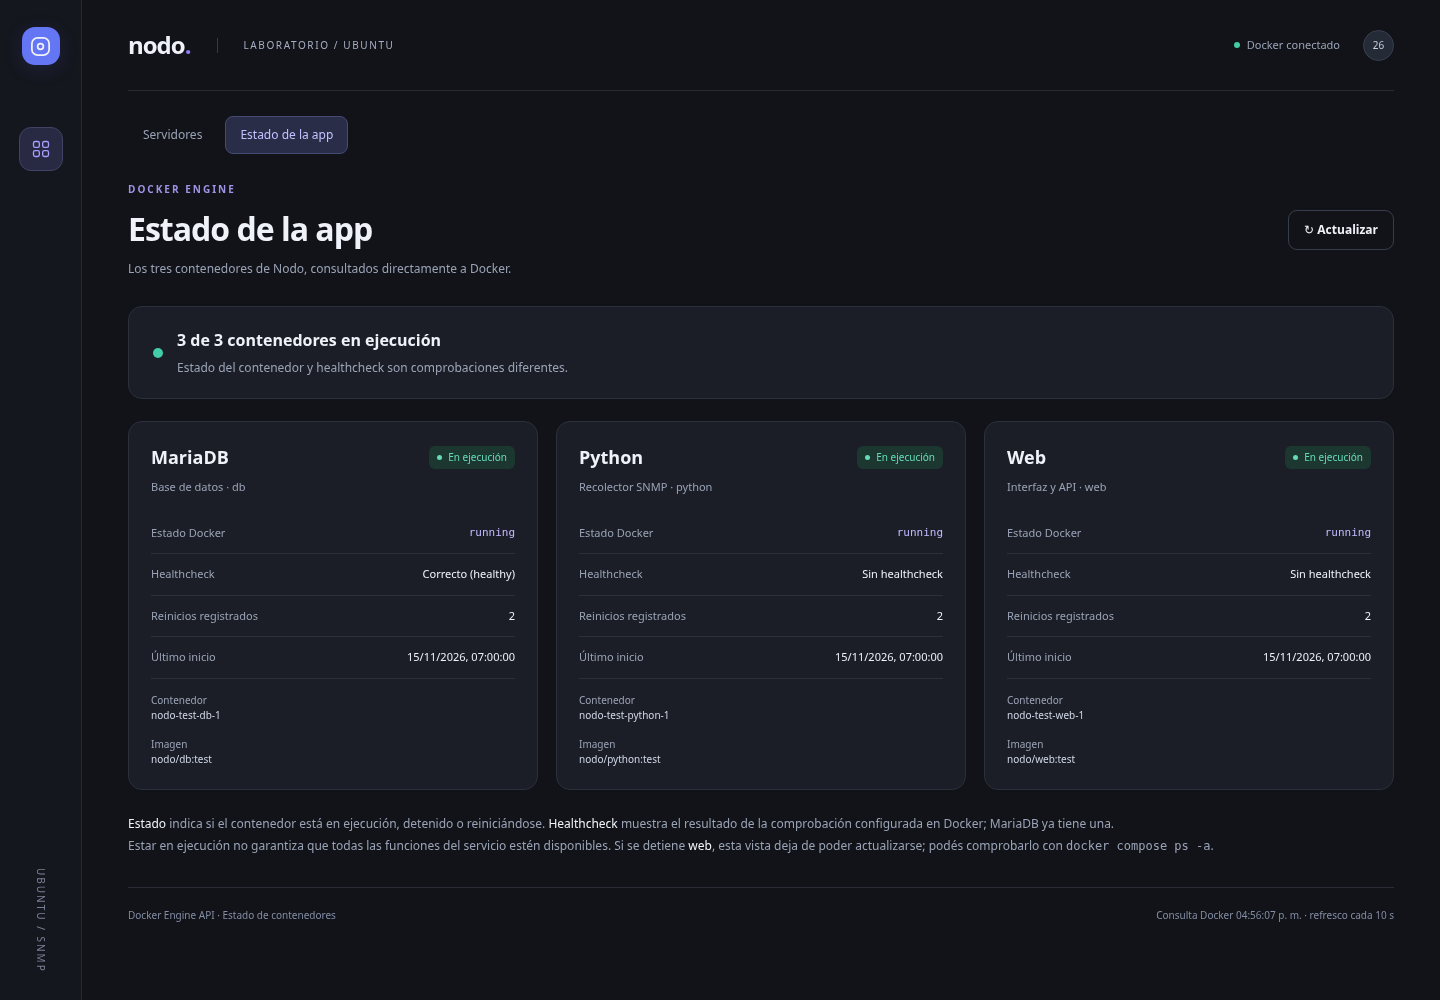 nodo.
LABORATORIO / UBUNTU
Docker conectado
26
Servidores
Estado de la app
DOCKER ENGINE
Estado de la app
↻ Actualizar
Los tres contenedores de Nodo, consultados directamente a Docker.
3 de 3 contenedores en ejecución
Estado del contenedor y healthcheck son comprobaciones diferentes.
MariaDB
En ejecución
Base de datos · db
Estado Docker
running
Healthcheck
Correcto (healthy)
Reinicios registrados
2
Último inicio
15/11/2026, 07:00:00
Contenedor
nodo-test-db-1
Imagen
nodo/db:test
Python
En ejecución
Recolector SNMP · python
Estado Docker
running
Healthcheck
Sin healthcheck
Reinicios registrados
2
Último inicio
15/11/2026, 07:00:00
Contenedor
nodo-test-python-1
Imagen
nodo/python:test
Web
En ejecución
Interfaz y API · web
Estado Docker
running
Healthcheck
Sin healthcheck
Reinicios registrados
2
Último inicio
15/11/2026, 07:00:00
Contenedor
nodo-test-web-1
Imagen
nodo/web:test
Estado indica si el contenedor está en ejecución, detenido o reiniciándose. Healthcheck muestra el resultado de la comprobación configurada en Docker; MariaDB ya tiene una.
Estar en ejecución no garantiza que todas las funciones del servicio estén disponibles. Si se detiene web, esta vista deja de poder actualizarse; podés comprobarlo con docker compose ps -a.
Docker Engine API · Estado de contenedores
Consulta Docker 04:56:07 p. m. · refresco cada 10 s
UBUNTU / SNMP